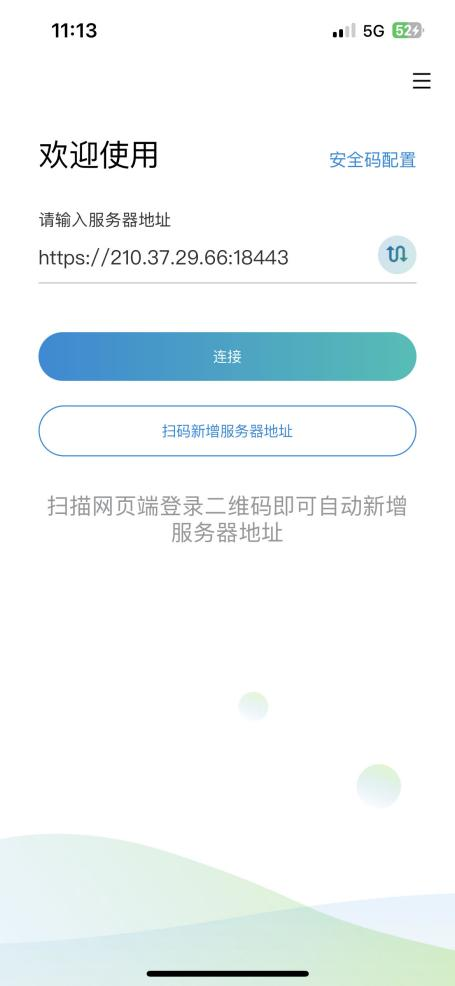 11:13
5G
52
欢迎使用
安全码配置
请输入服务器地址
https://210.37.29.66:18443
连接
扫码新增服务器地址
扫描网页端登录二维码即可自动新增
服务器地址